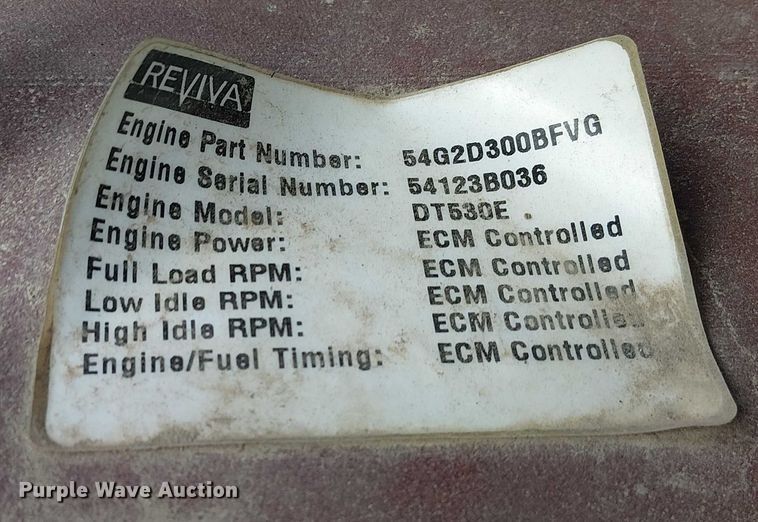 REVIVA
Engine Part Number: 54G2D300BFVG
Engine Serial Number: 54123B036
Engine Model: DT530E
Engine Power: ECM Controlled
Full Load RPM: ECM Controlled
Low Idle RPM: ECM Controlled
High Idle RPM: ECM Controlled
Engine/Fuel Timing: ECM Controlled
Purple Wave Auction